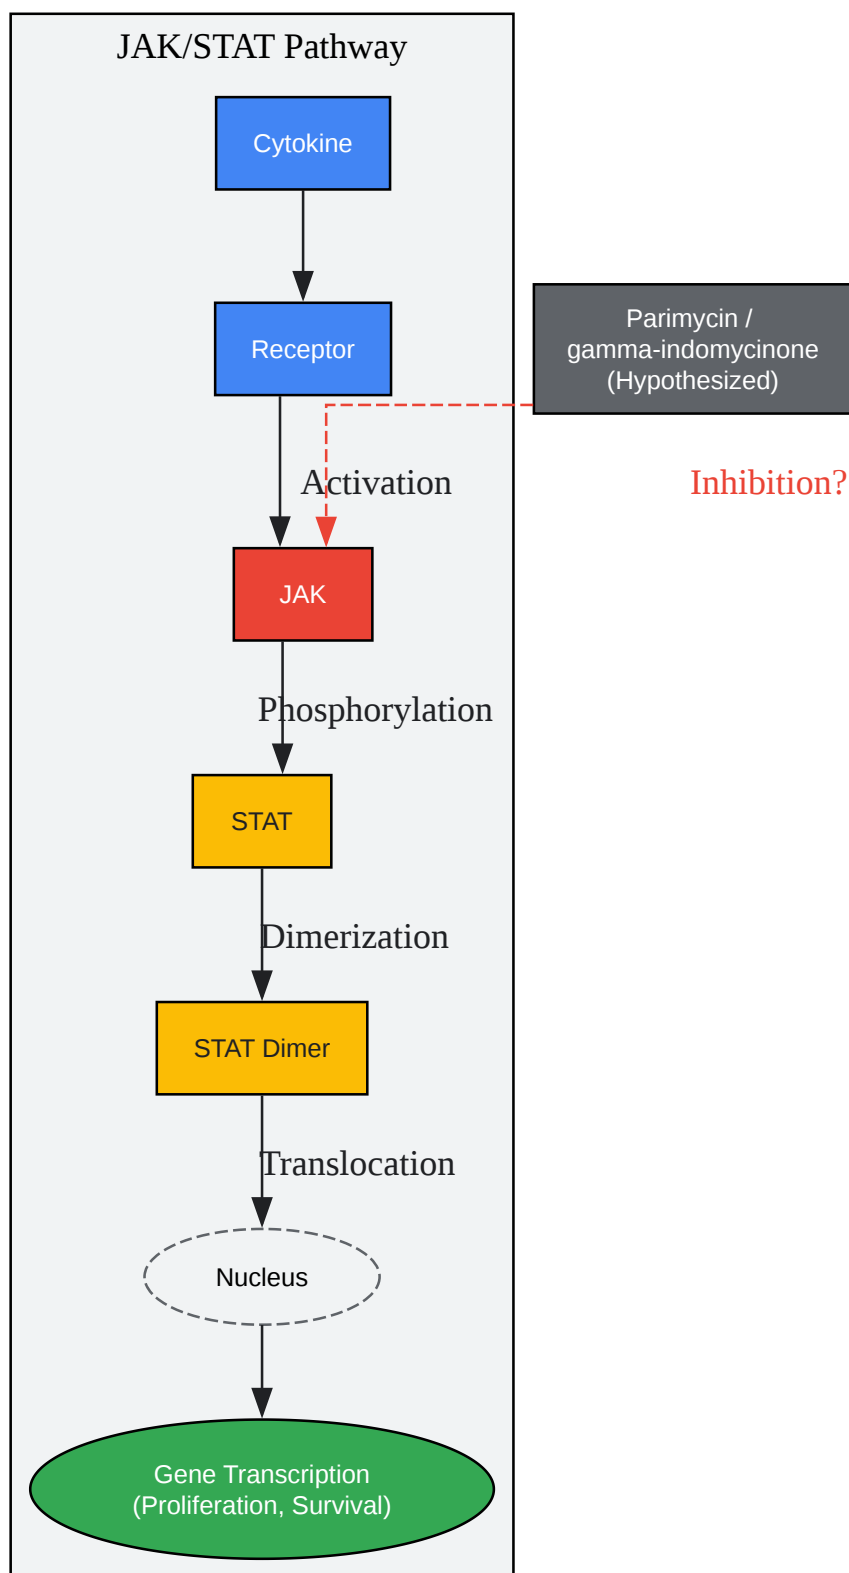 JAK/STAT Pathway
Cytokine
Receptor
Parimycin /
gamma-indomycinone
(Hypothesized)
Activation
Inhibition?
JAK
Phosphorylation
STAT
Dimerization
STAT Dimer
Translocation
Nucleus
Gene Transcription
(Proliferation, Survival)